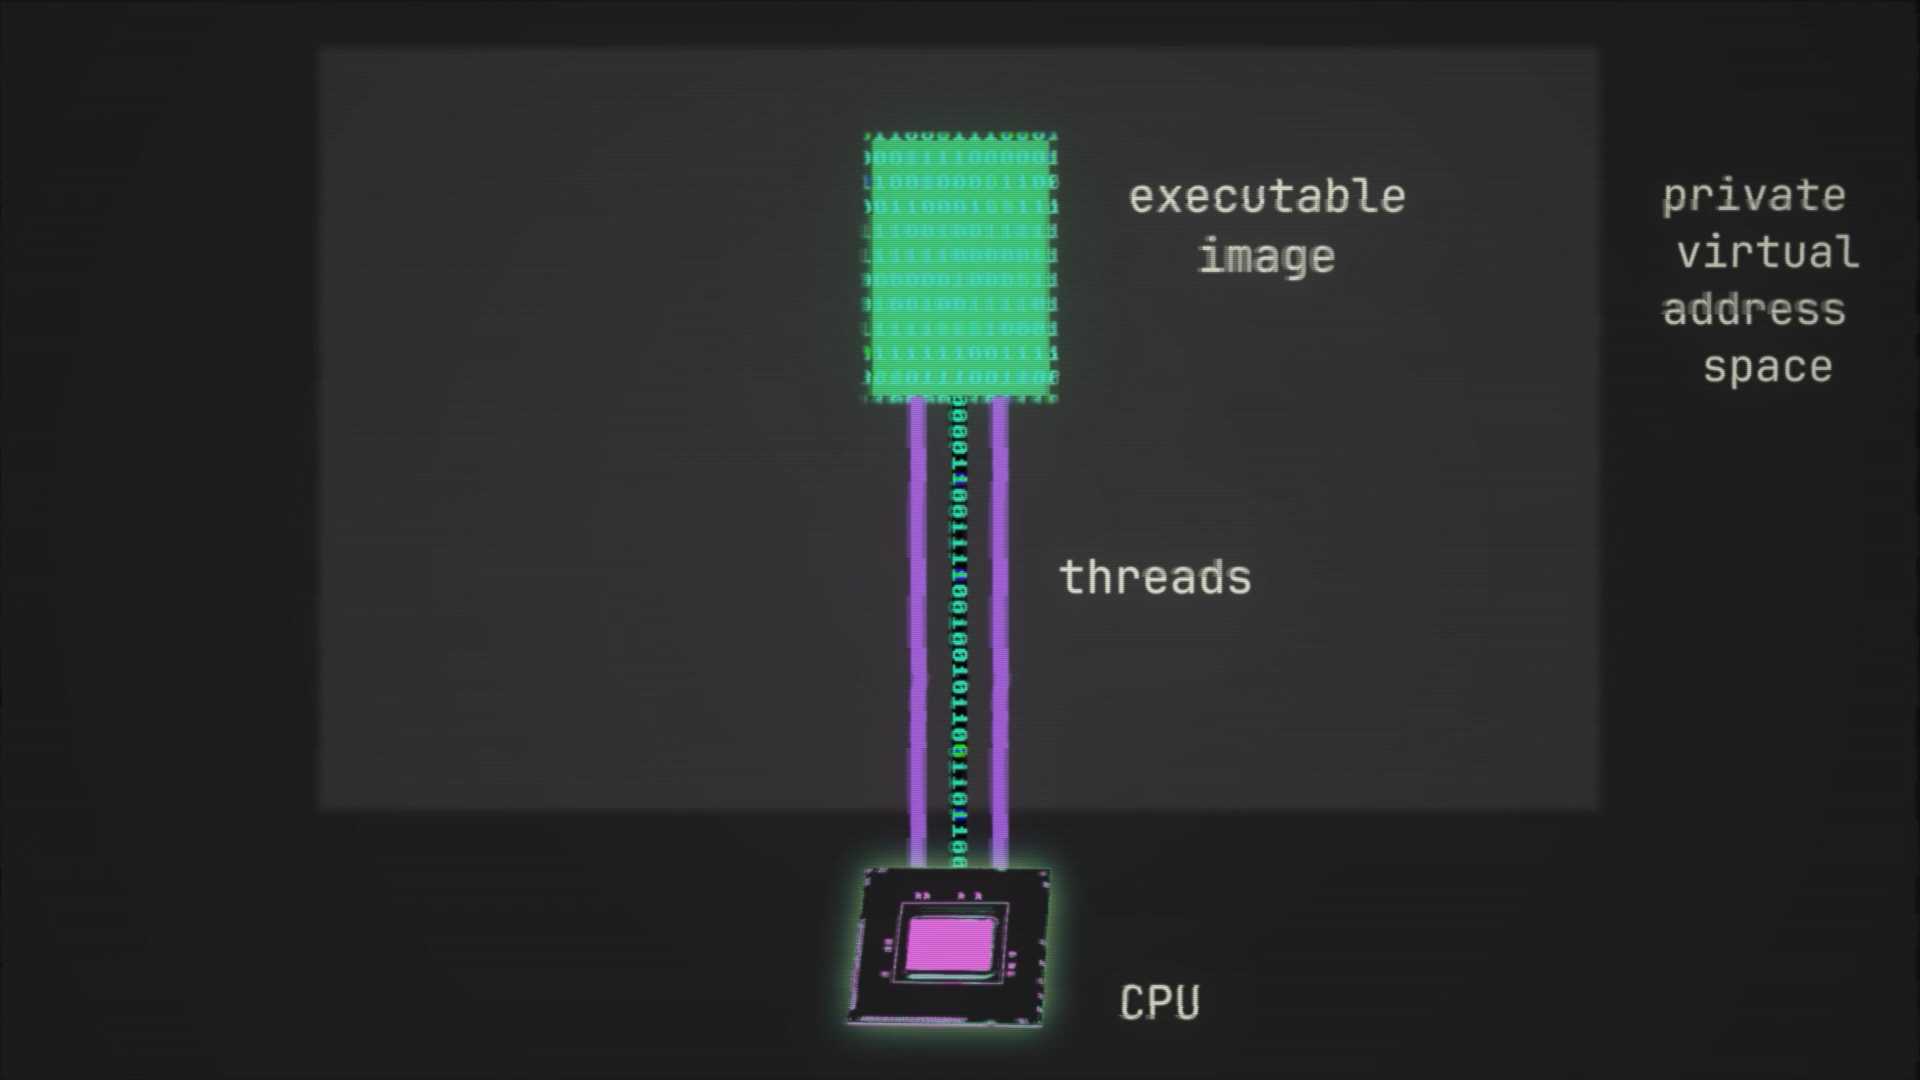 executable
image
private
virtual
address
space
threads
CPU